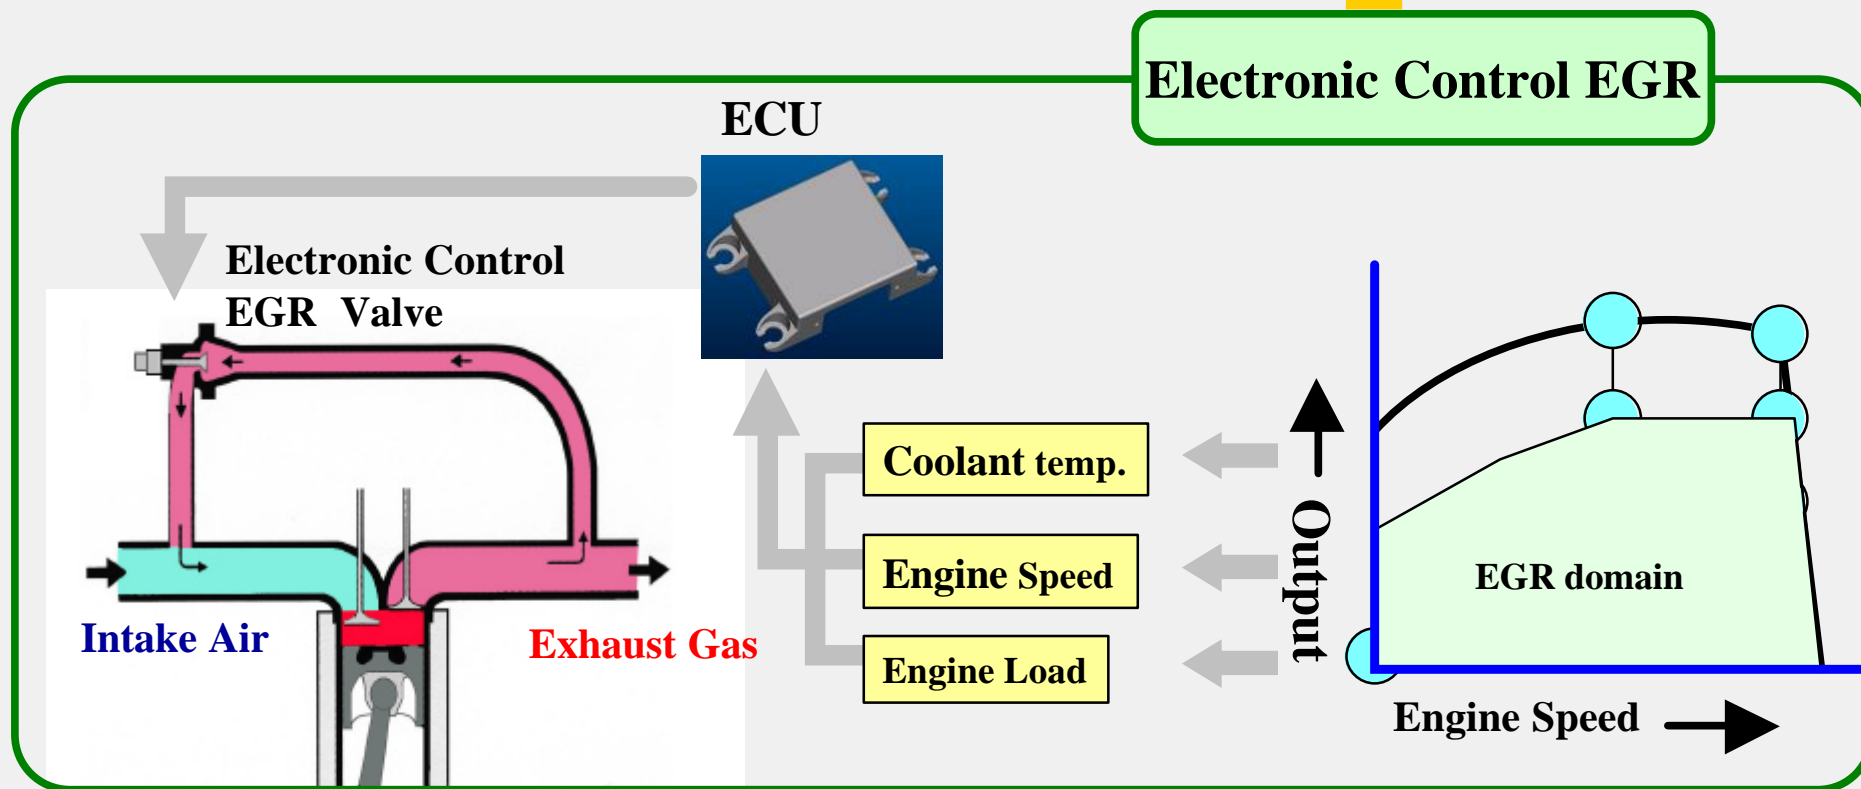 Electronic Control EGR
ECU
Electronic Control
EGR Valve
Intake Air
Exhaust Gas
Coolant temp.
Engine Speed
Engine Load
Output
EGR domain
Engine Speed